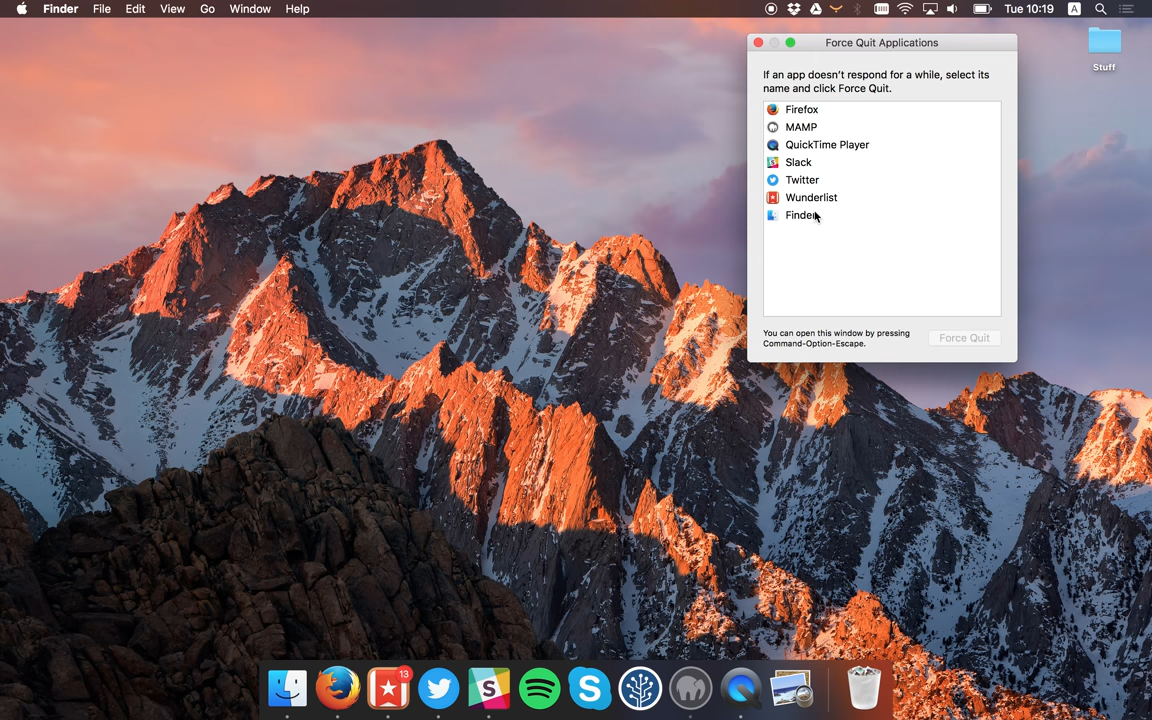 Finder File Edit View Go Window Help Tue 10:19 A
Force Quit Applications
Stuff
If an app doesn't respond for a while, select its
name and click Force Quit.
Firefox
MAMP
QuickTime Player
Slack
Twitter
Wunderlist
Finder
You can open this window by pressing
Command-Option-Escape.
Force Quit
13
S
S